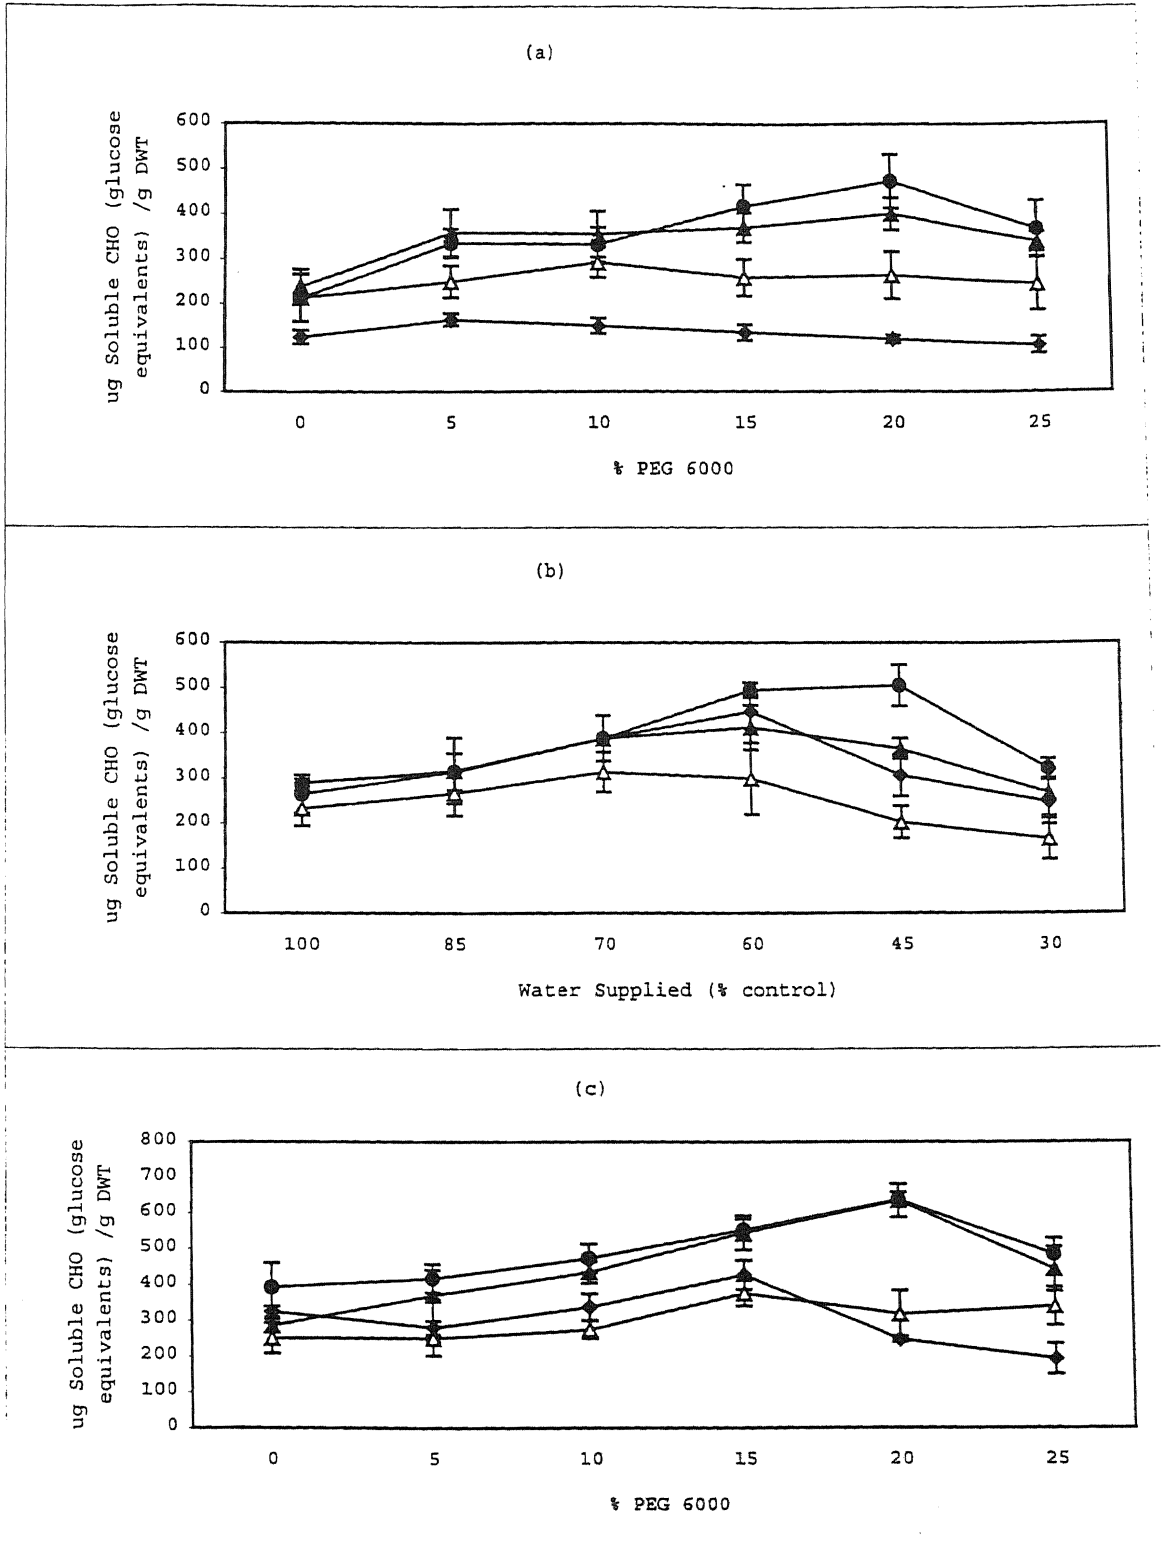 (a)
ug Soluble CHO (glucose
equivalents) /g DWT
600
500
400
300
200
100
0
0 5 10 15 20 25
% PEG 6000
(b)
ug Soluble CHO (glucose
equivalents) /g DWT
600
500
400
300
200
100
0
100 85 70 60 45 30
Water Supplied (% control)
(c)
ug Soluble CHO (glucose
equivalents) /g DWT
800
700
600
500
400
300
200
100
0
0 5 10 15 20 25
% PEG 6000